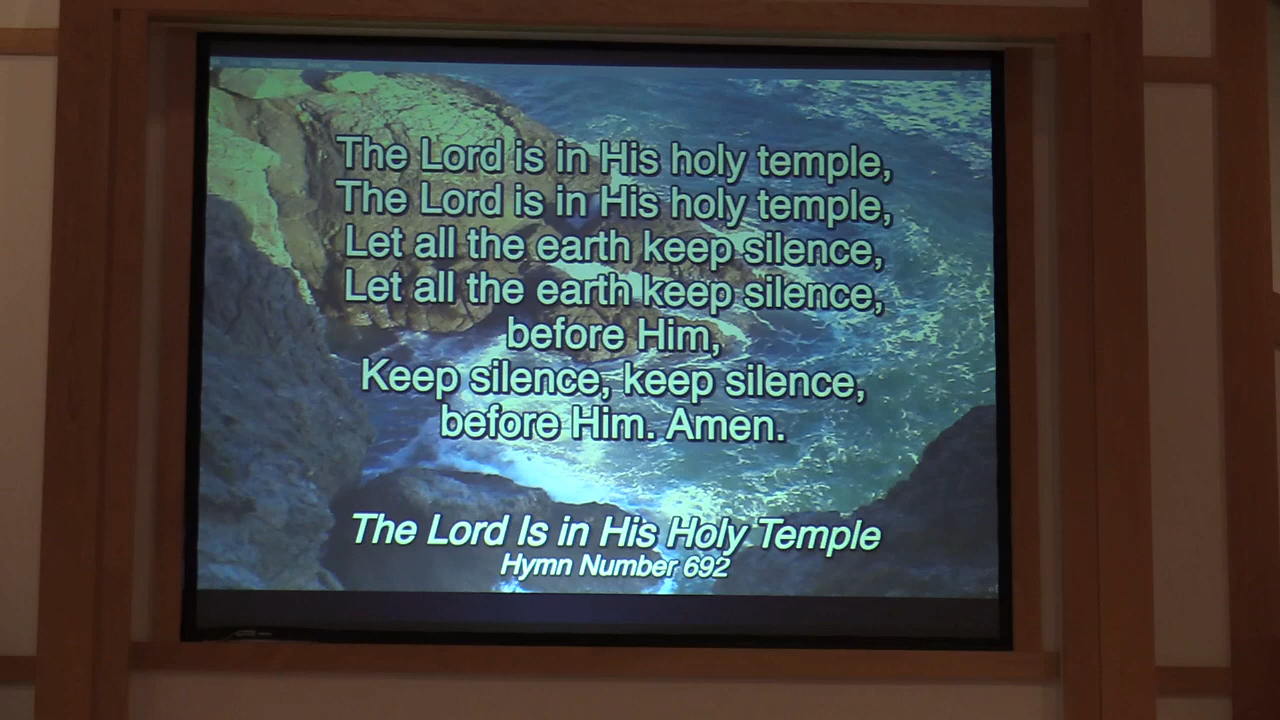 The Lord is in His holy temple,
The Lord is in His holy temple,
Let all the earth keep silence,
Let all the earth keep silence,
before Him,
Keep silence, keep silence,
before Him. Amen.
The Lord Is in His Holy Temple
Hymn Number 692